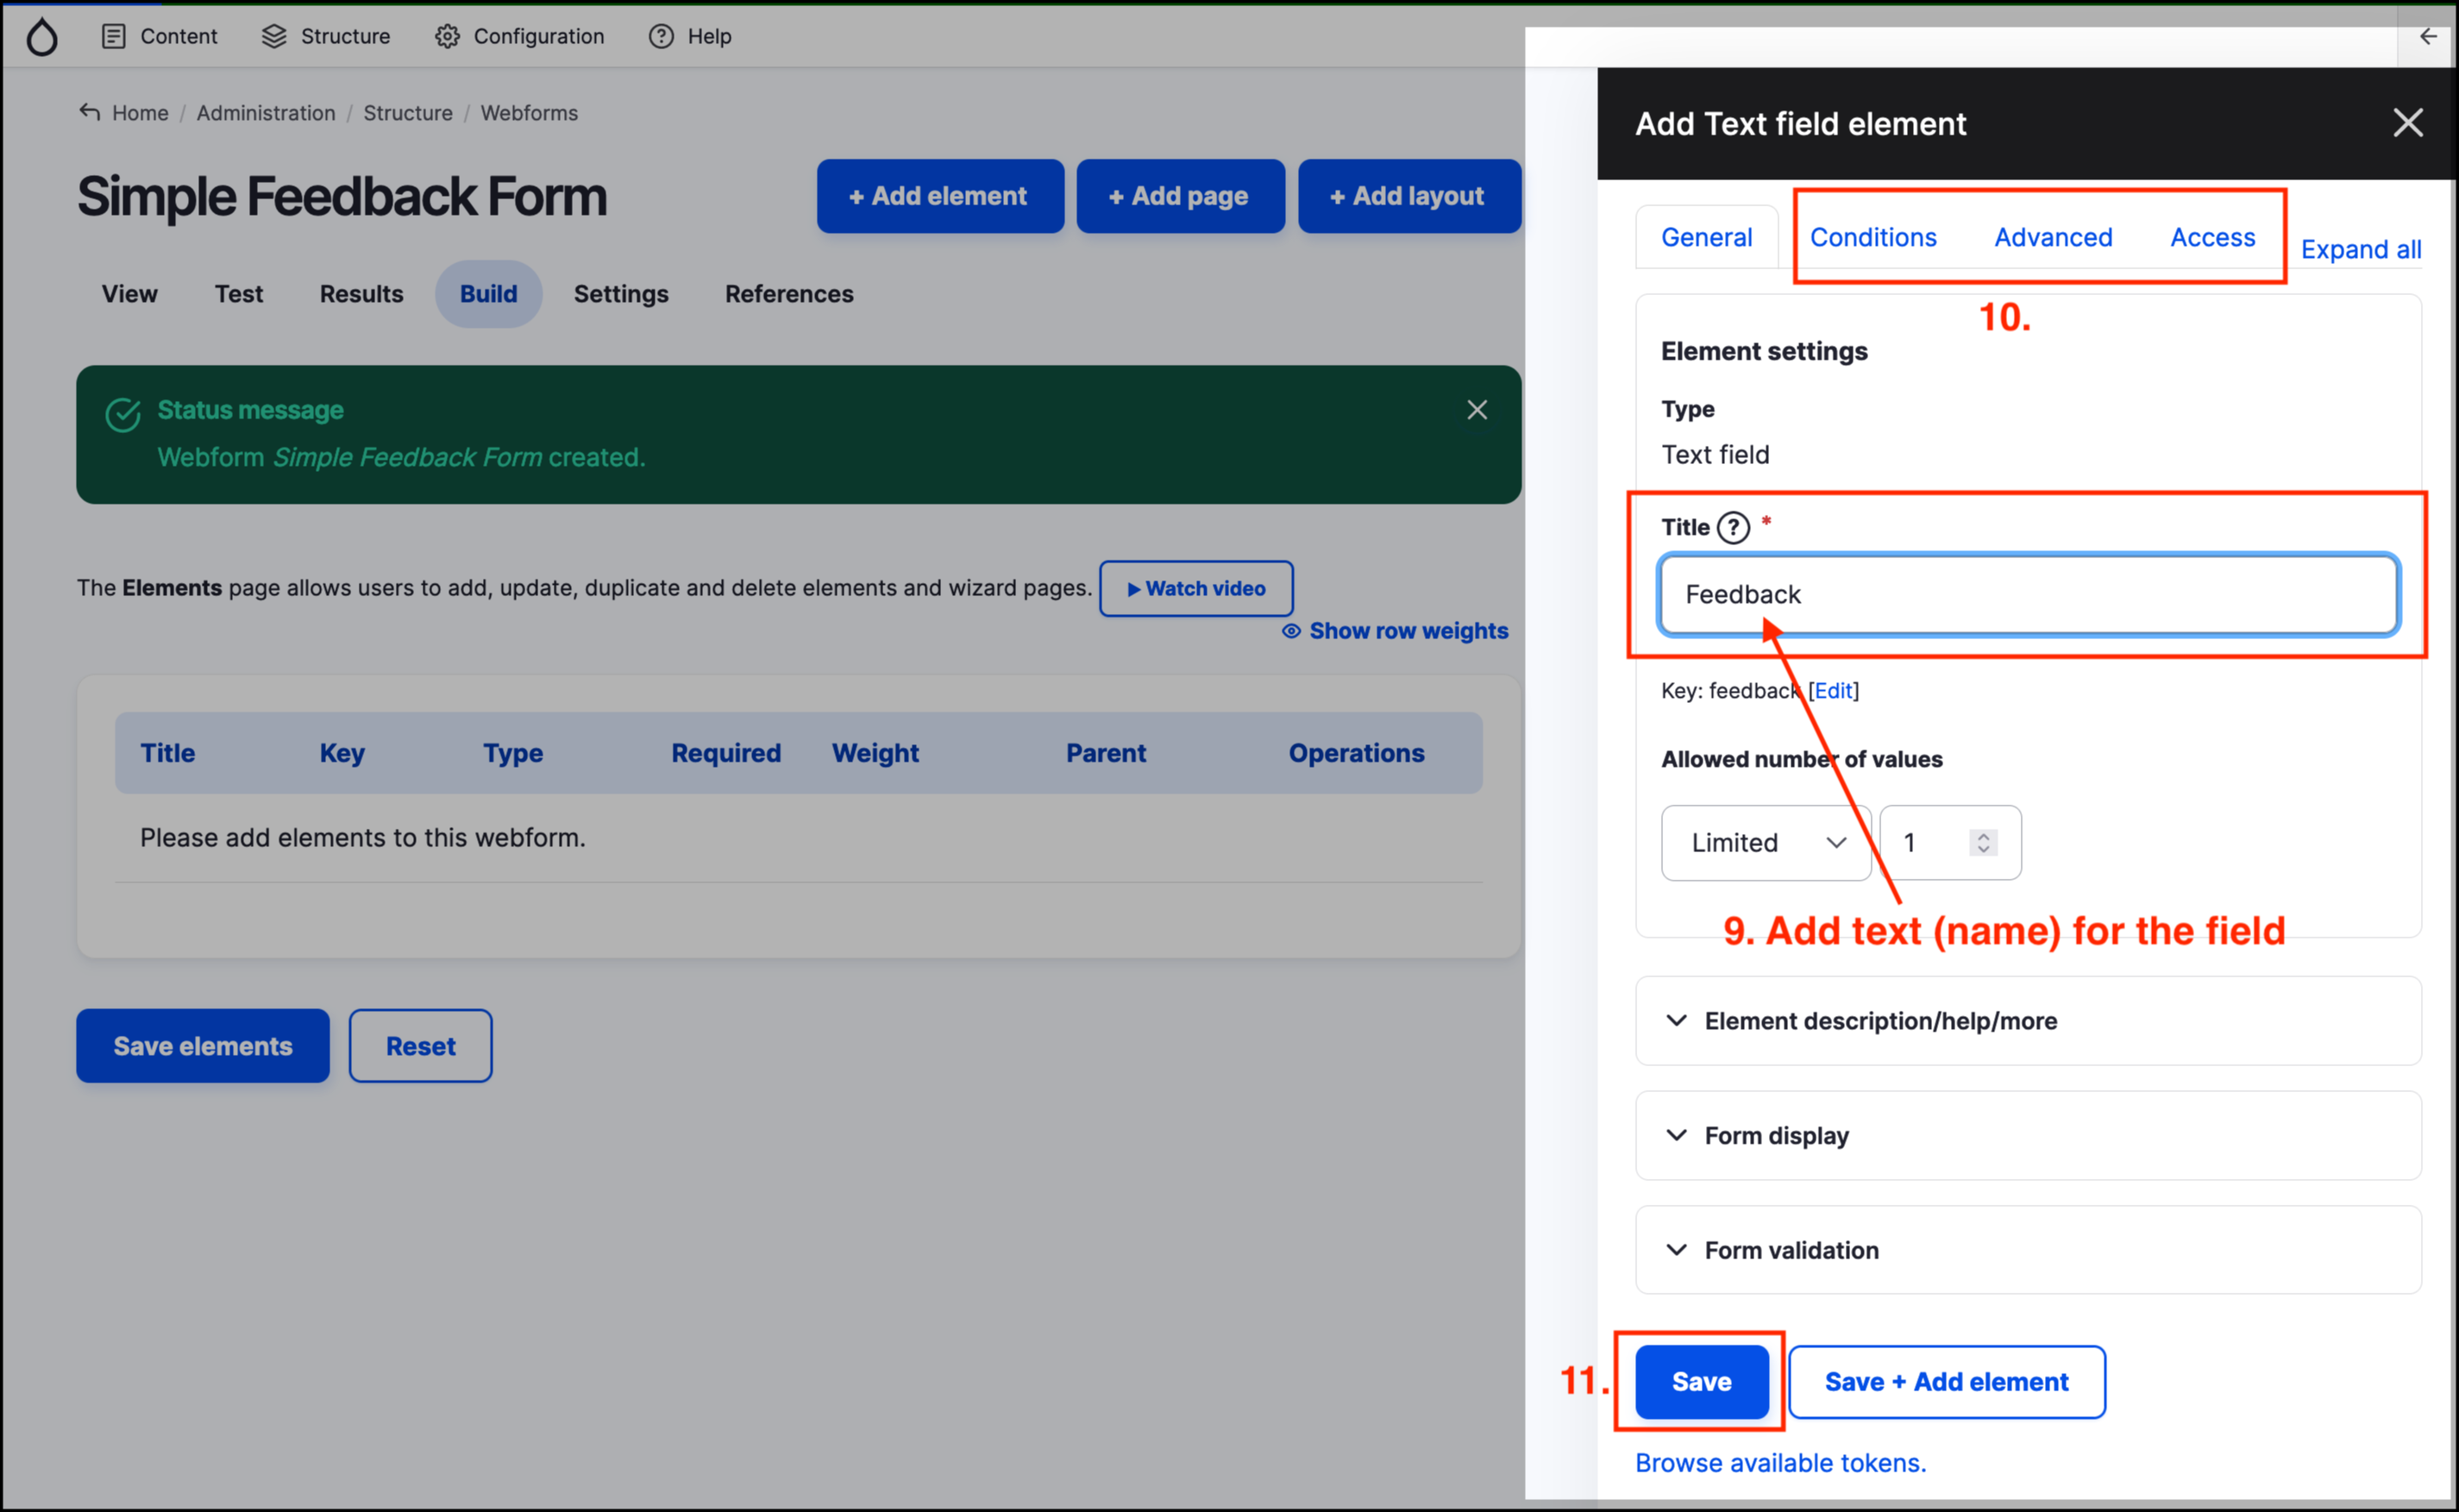 Content Structure Configuration Help
Home / Administration / Structure / Webforms
Simple Feedback Form
+ Add element + Add page + Add layout
View Test Results Build Settings References
Status message
Webform Simple Feedback Form created.
The Elements page allows users to add, update, duplicate and delete elements and wizard pages. Watch video
Show row weights
Title Key Type Required Weight Parent Operations
Please add elements to this webform.
Save elements Reset
Add Text field element
General Conditions Advanced Access Expand all
10.
Element settings
Type
Text field
Title ? *
Feedback
Key: feedback [Edit]
Allowed number of values
Limited 1
9. Add text (name) for the field
Element description/help/more
Form display
Form validation
11. Save Save + Add element
Browse available tokens.